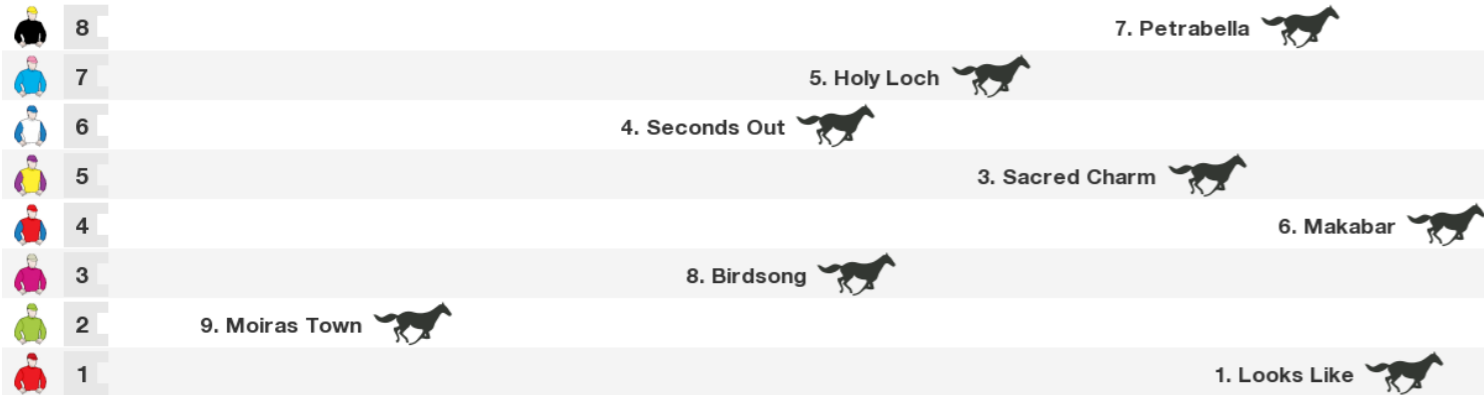 8 7. Petrabella
7 5. Holy Loch
6 4. Seconds Out
5 3. Sacred Charm
4 6. Makabar
3 8. Birdsong
2 9. Moiras Town
1 1. Looks Like